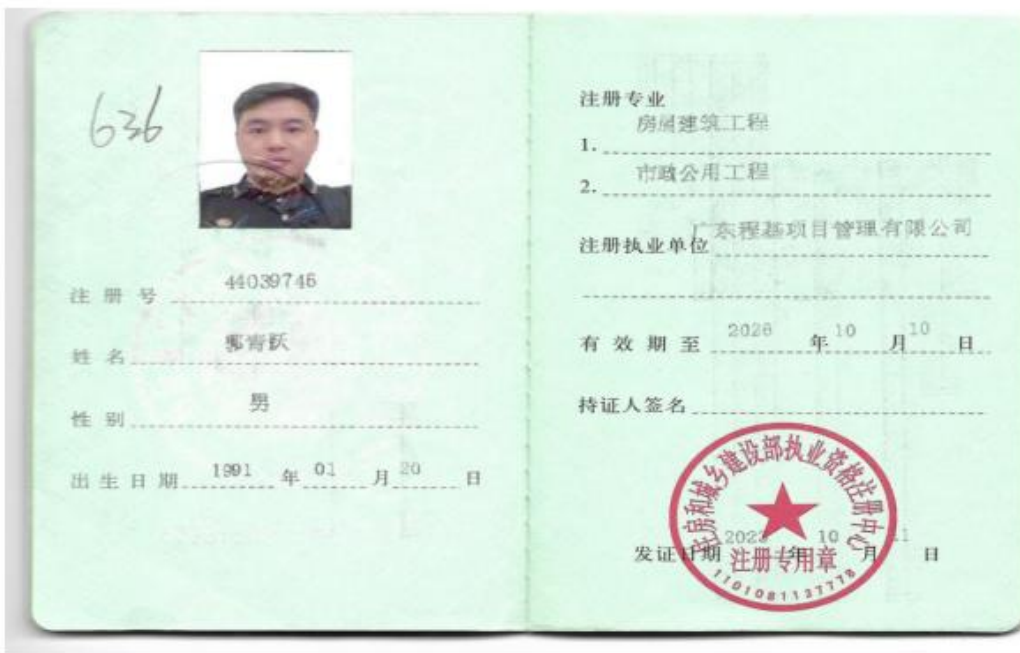 636
注册号 44039746
姓名
性别 男
出生日期 1991 年 01 月 20 日
注册专业
1. 房屋建筑工程
2. 市政公用工程
注册执业单位 广东程基项目管理有限公司
有效期至 2026 年 10 月 10 日
持证人签名
住房和城乡建设部执业资格注册中心
发证日期 2023 年 10 月 11 日
注册专用章
1101081127778